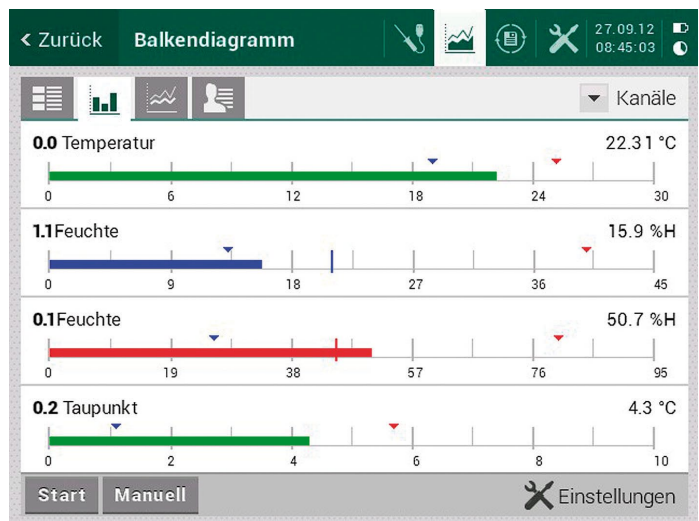 < Zurück Balkendiagramm 27.09.12
08:45:03
Kanäle
0.0 Temperatur 22.31 °C
0 6 12 18 24 30
1.1Feuchte 15.9 %H
0 9 18 27 36 45
0.1Feuchte 50.7 %H
0 19 38 57 76 95
0.2 Taupunkt 4.3 °C
0 2 4 6 8 10
Start Manuell Einstellungen